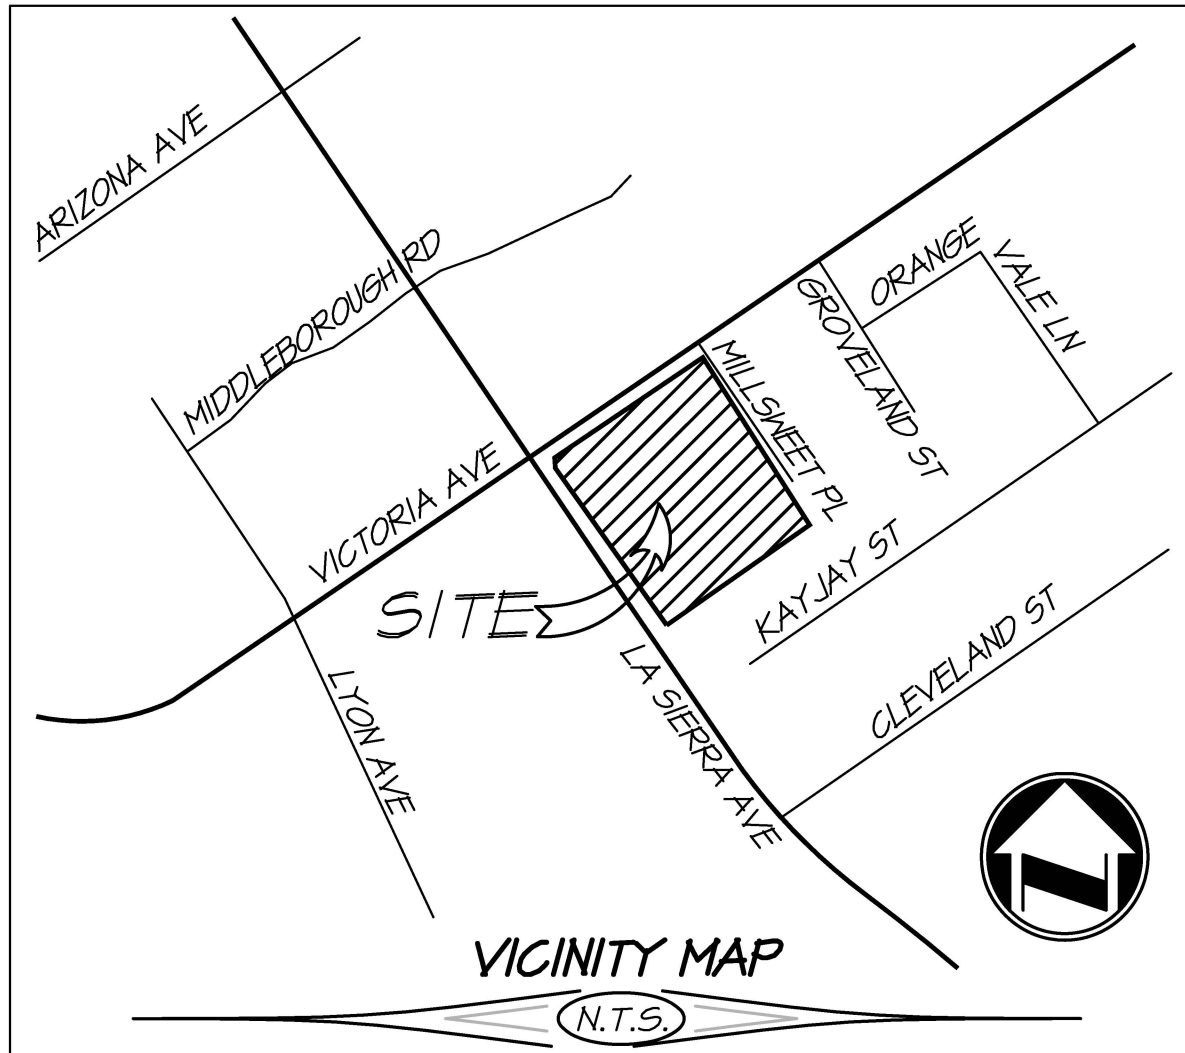 ARIZONA AVE
MIDDLEBOROUGH RD
VICTORIA AVE
ORANGE
VALE LN
GROVELAND ST
MILLSWEET PL
KAYJAY ST
SITE
CLEVELAND ST
LYON AVE
LA SIERRA AVE
N
VICINITY MAP
N.T.S.